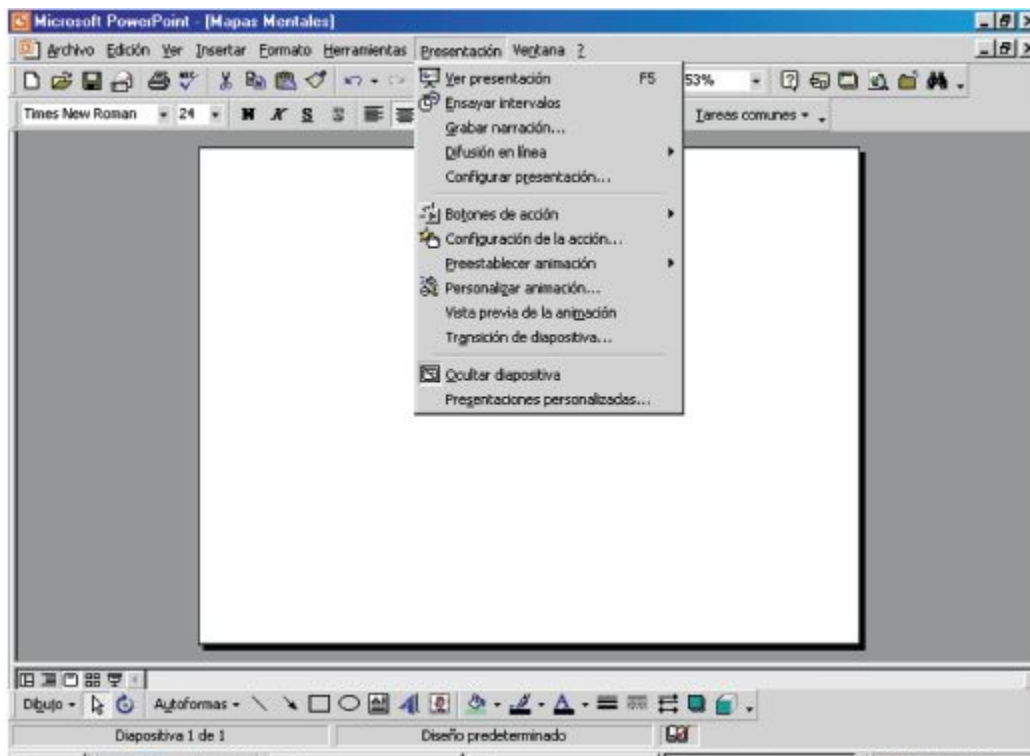 Microsoft PowerPoint - [Mapas Mentales]
Archivo Edición Ver Insertar Formato Herramientas Presentación Ventana ?
53%
Times New Roman 24 N K S S Tareas comunes
Ver presentación F5
Ensayar intervalos
Grabar narración...
Difusión en línea
Configurar presentación...
Botones de acción
Configuración de la acción...
Preestablecer animación
Personalizar animación...
Vista previa de la animación
Transición de diapositiva...
Ocultar diapositiva
Presentaciones personalizadas...
Dibujo Autoformas
Diapositiva 1 de 1 Diseño predeterminado